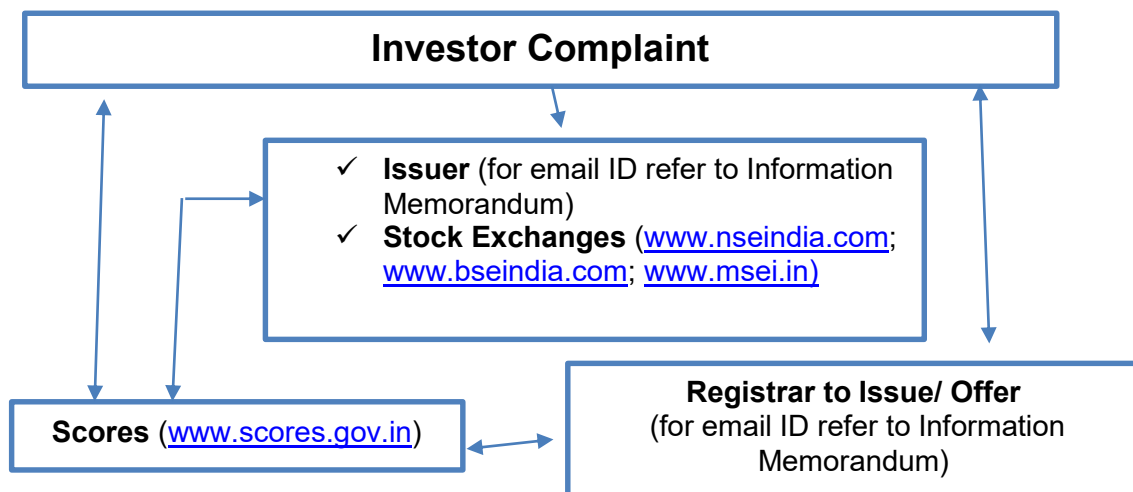 Investor Complaint
✓ Issuer (for email ID refer to Information
Memorandum)
✓ Stock Exchanges (www.nseindia.com;
www.bseindia.com; www.msei.in)
Registrar to Issue/ Offer
(for email ID refer to Information
Memorandum)
Scores (www.scores.gov.in)